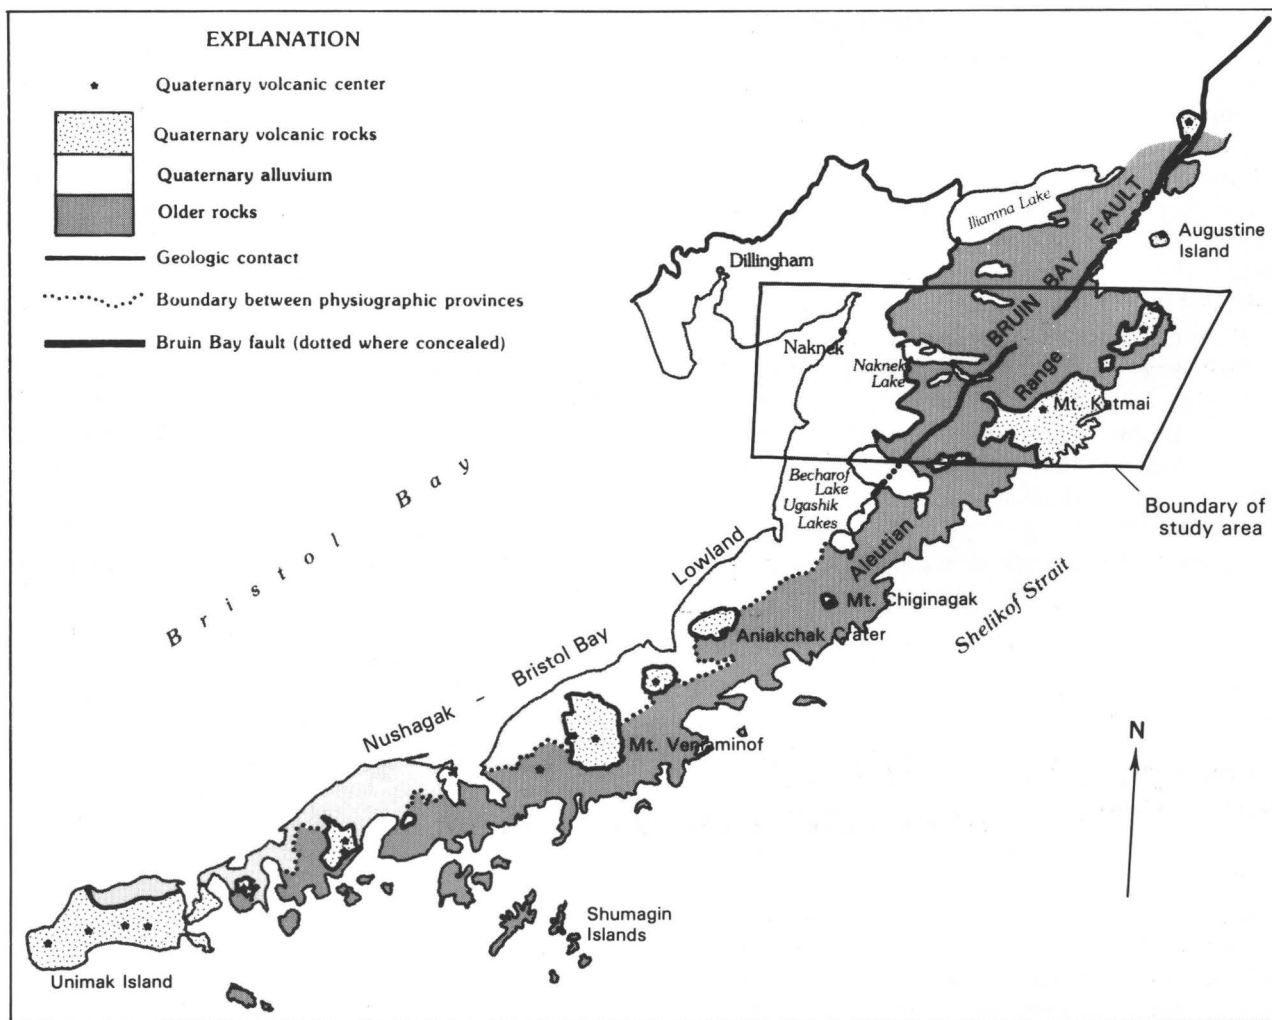 EXPLANATION
Quaternary volcanic center
Quaternary volcanic rocks
Quaternary alluvium
Older rocks
Geologic contact
Boundary between physiographic provinces
Bruin Bay fault (dotted where concealed)
Iliamna Lake
BRUIN BAY FAULT
Augustine
Island
Dillingham
Naknek
Naknek
Lake
Range
Mt. Katmai
Becharof
Lake
Ugashik
Lakes
Boundary of
study area
Aleutian
Mt. Chiginagak
Shelikof Strait
Bristol Bay
Nushagak – Bristol Bay Lowland
Aniakchak Crater
Mt. Veniaminof
N
Shumagin
Islands
Unimak Island